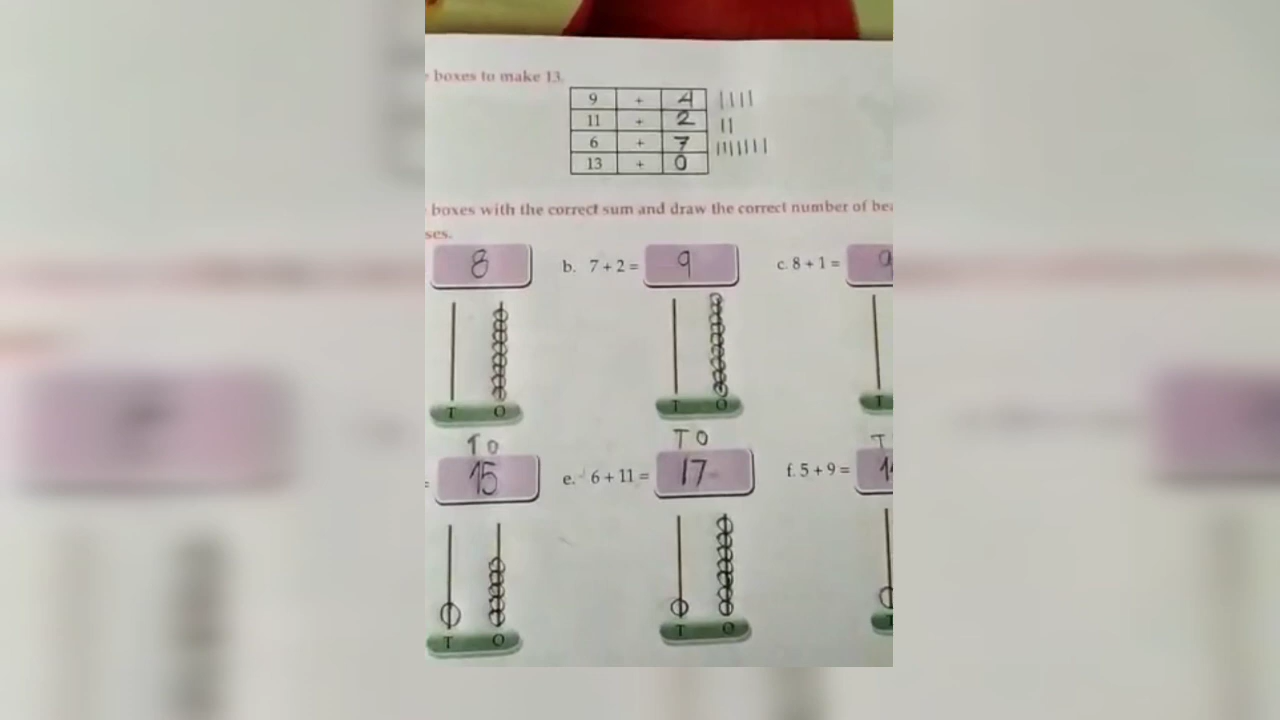 boxes to make 13.
9 + 4
11 + 2
6 + 7
13 + 0
boxes with the correct sum and draw the correct number of
ses.
8 b. 7 + 2 = 9 c. 8 + 1 = 9
T O T O T
T O T O T
= 15 e. 6 + 11 = 17 f. 5 + 9 =
T O T O